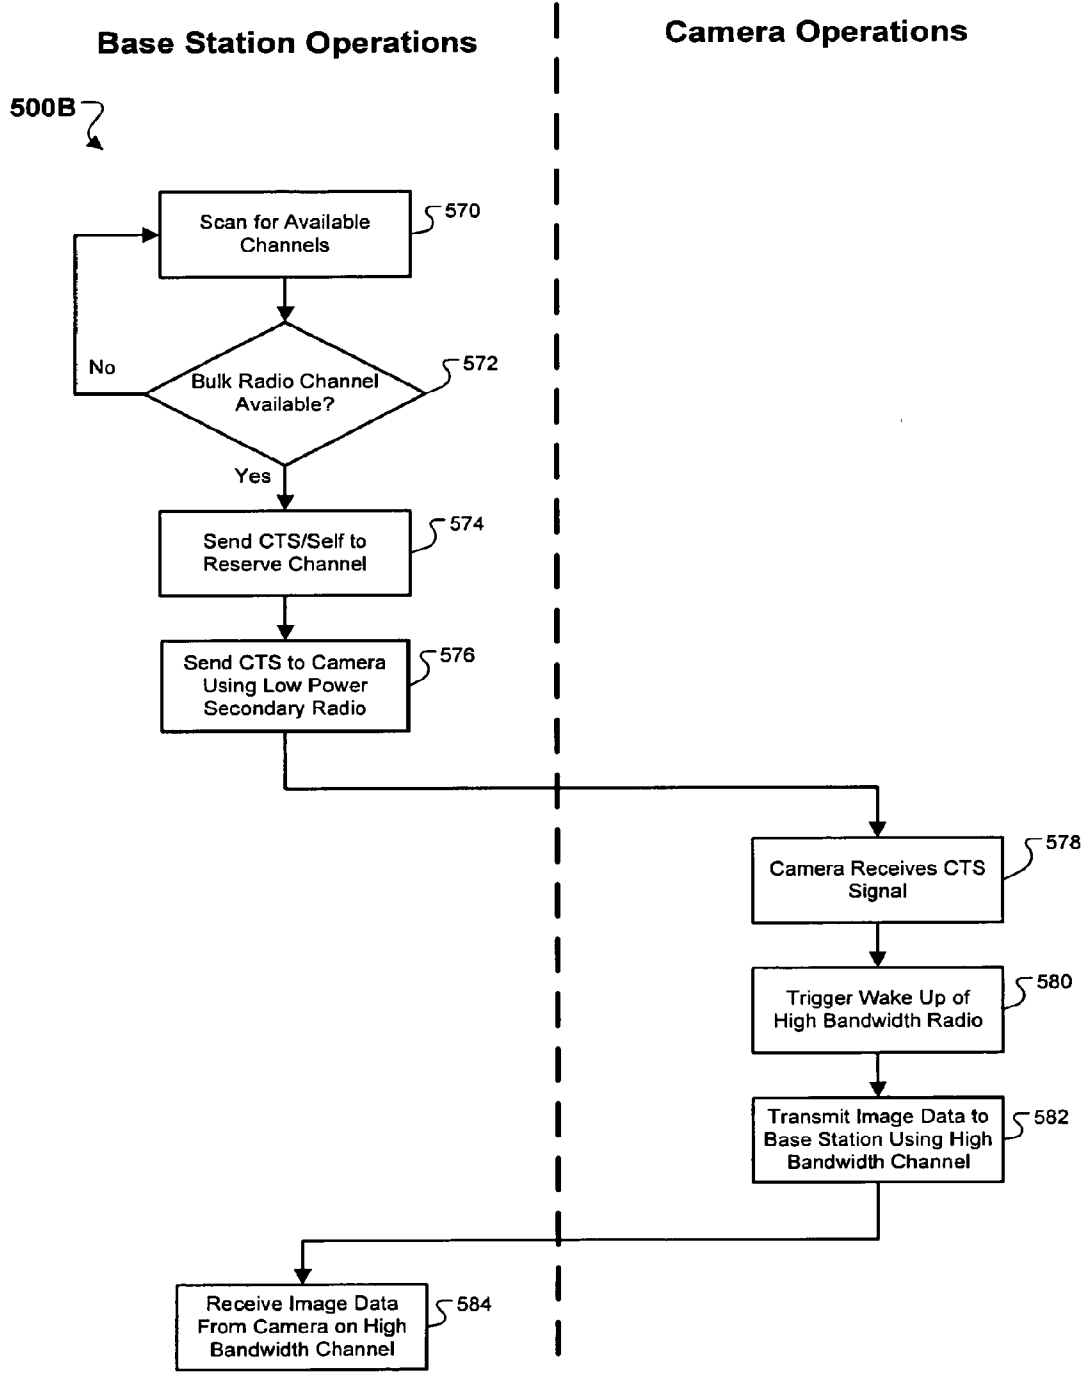 Base Station Operations
Camera Operations
500B
Scan for Available
Channels
570
Bulk Radio Channel
Available?
572
No
Yes
Send CTS/Self to
Reserve Channel
574
Send CTS to Camera
Using Low Power
Secondary Radio
576
Camera Receives CTS
Signal
578
Trigger Wake Up of
High Bandwidth Radio
580
Transmit Image Data to
Base Station Using High
Bandwidth Channel
582
Receive Image Data
From Camera on High
Bandwidth Channel
584